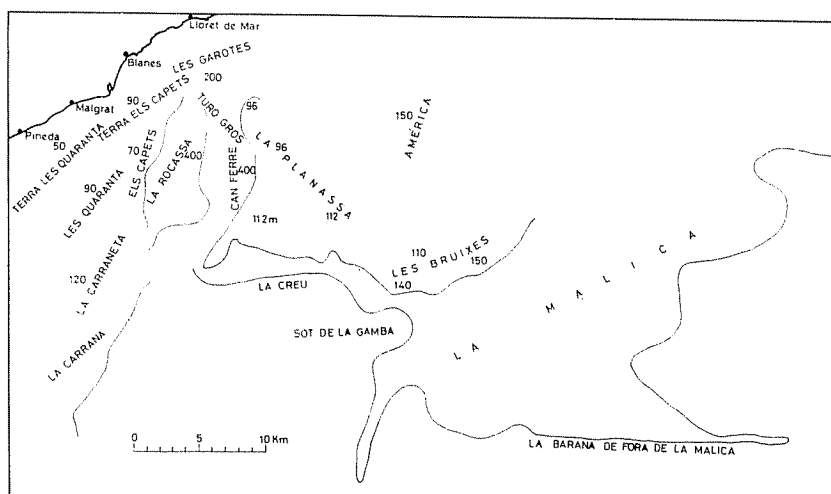 Lloret de Mar
LES GAROTES
Blanes
200
Malgrat
90
TERRA ELS CAPETS
Pineda
50
TERRA LES QUARANTA
TURO GROS
96
LA PLANASSA
96
150
AMÉRICA
70
ELS CAPETS
LA ROCASSA
400
CAN FERRE
400
90
LES QUARANTA
112 m
112
110
LES BRUIXES
150
140
LA CREU
120
LA CARRANETA
LA MALICA
SOT DE LA GAMBA
LA CARRANA
0 5 10 Km
LA BARANA DE FORA DE LA MALICA